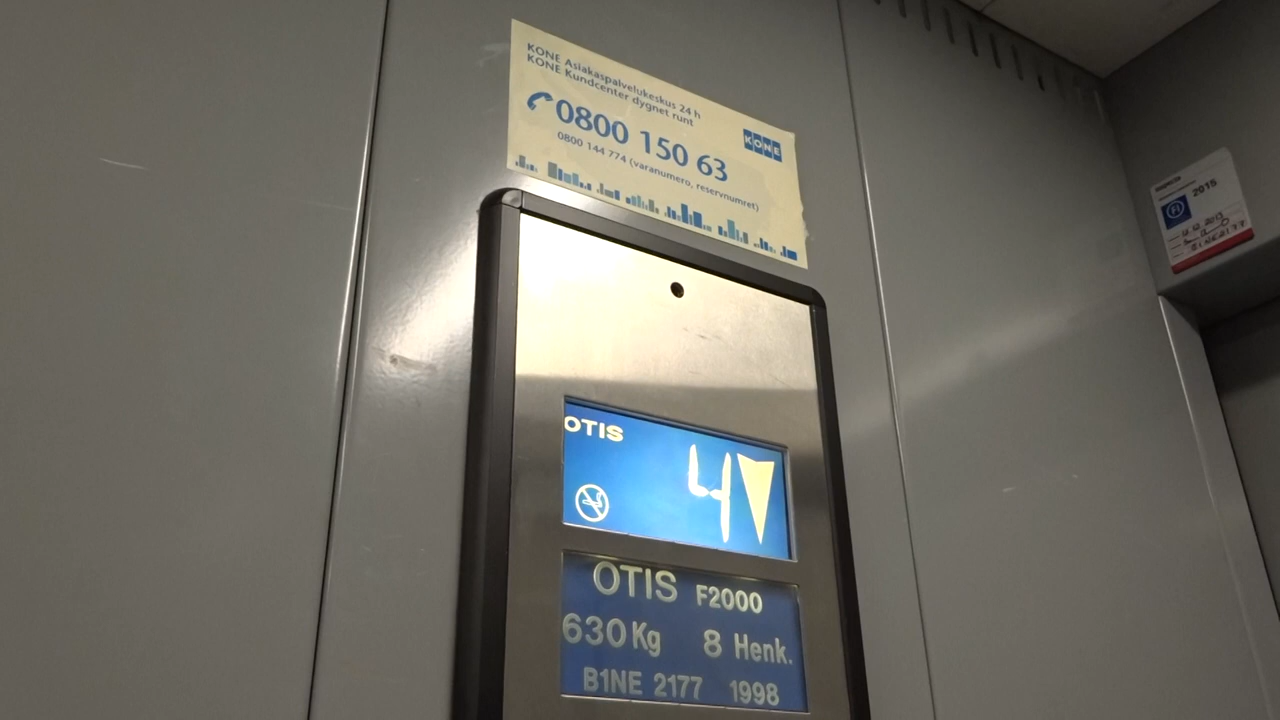 KONE Asiakaspalvelukeskus 24 h
KONE Kundcenter dygnet runt
0800 150 63
KONE
0800 144 774 (varanumero, reservnumret)
OTIS
4
OTIS F2000
630 Kg 8 Henk.
B1NE 2177 1998
2015
B1NE2177